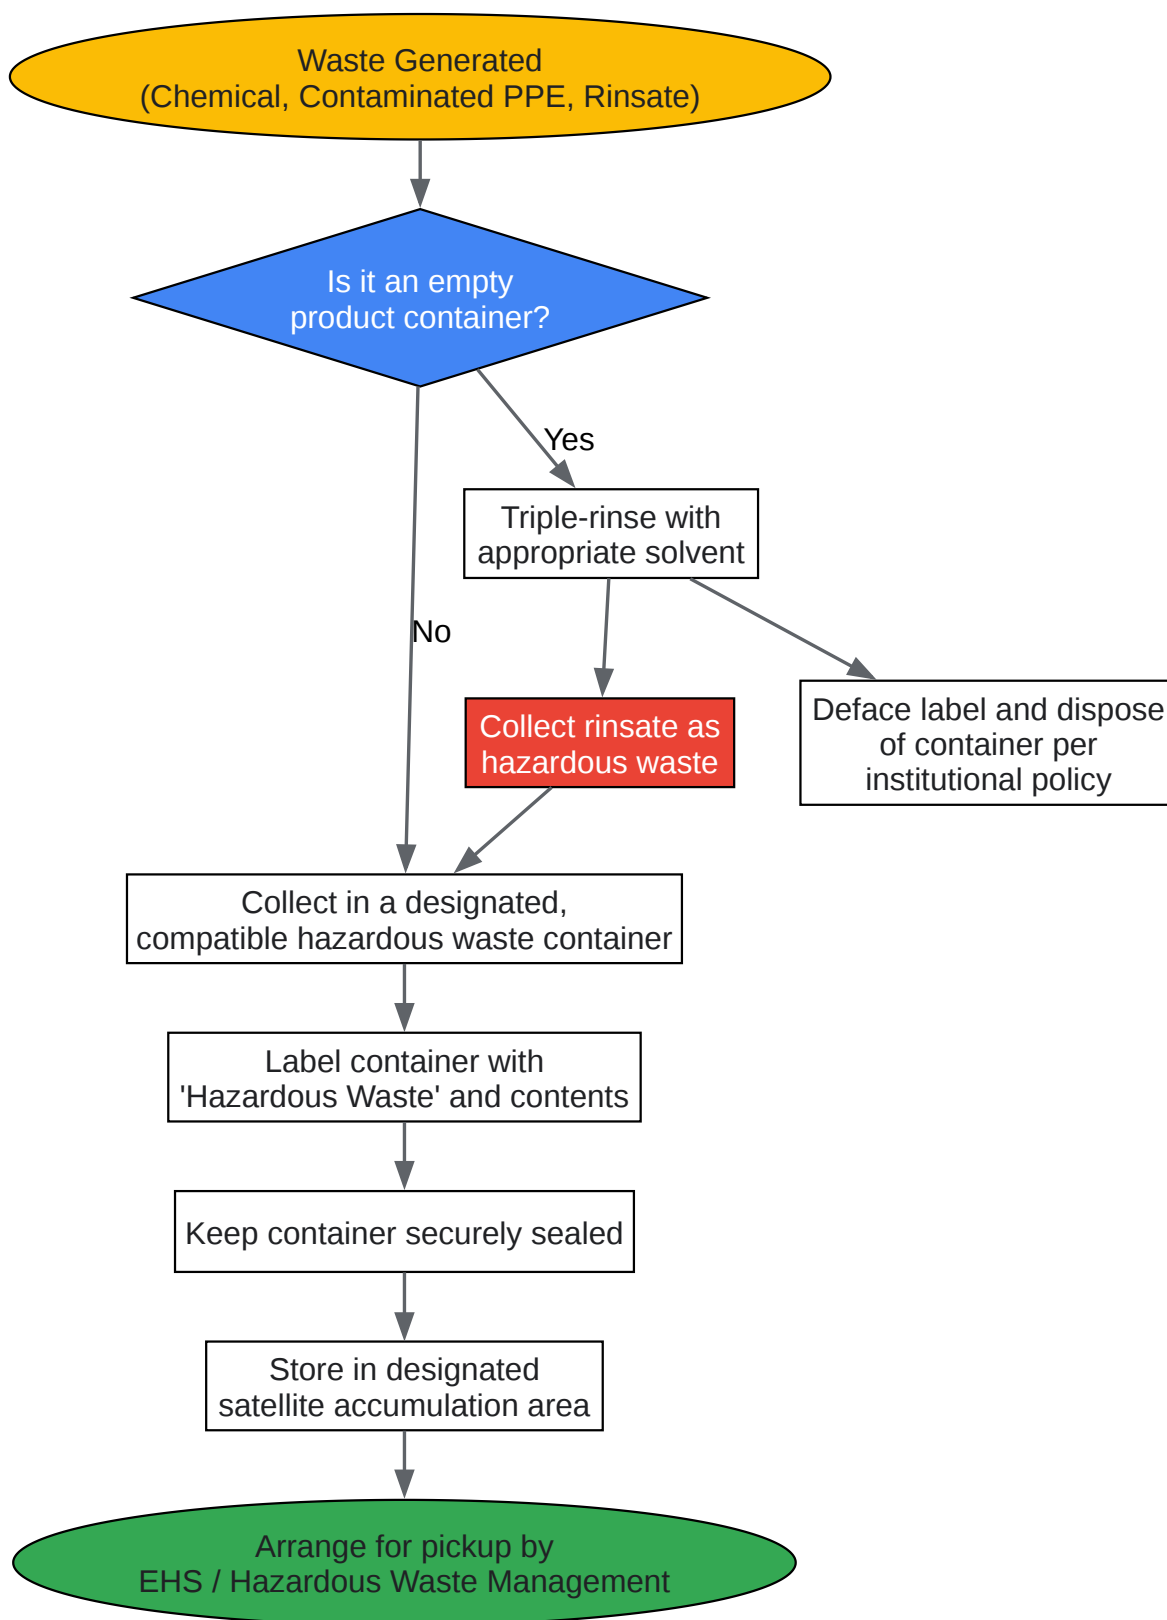 Waste Generated
(Chemical, Contaminated PPE, Rinsate)
Is it an empty
product container?
Yes
Triple-rinse with
appropriate solvent
No
Collect rinsate as
hazardous waste
Deface label and dispose
of container per
institutional policy
Collect in a designated,
compatible hazardous waste container
Label container with
'Hazardous Waste' and contents
Keep container securely sealed
Store in designated
satellite accumulation area
Arrange for pickup by
EHS / Hazardous Waste Management